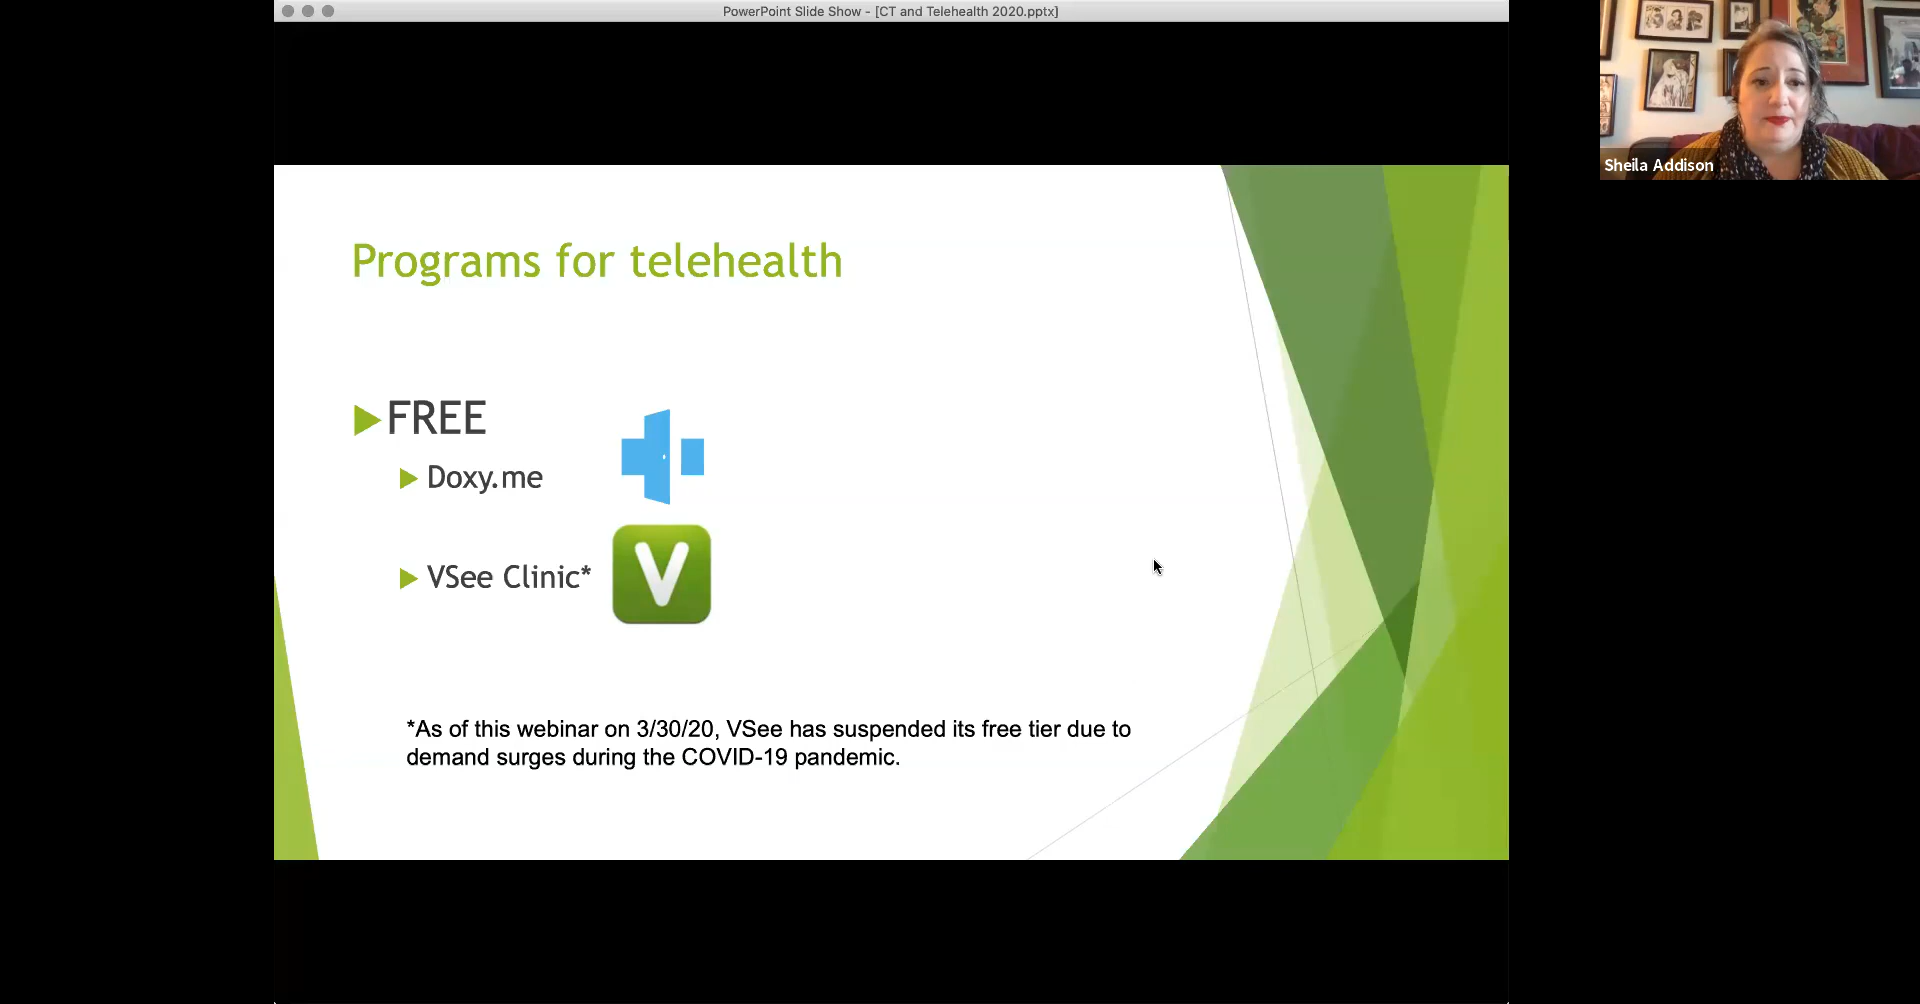 PowerPoint Slide Show - [CT and Telehealth 2020.pptx]
Sheila Addison
Programs for telehealth
FREE
Doxy.me
V
VSee Clinic*
*As of this webinar on 3/30/20, VSee has suspended its free tier due to
demand surges during the COVID-19 pandemic.